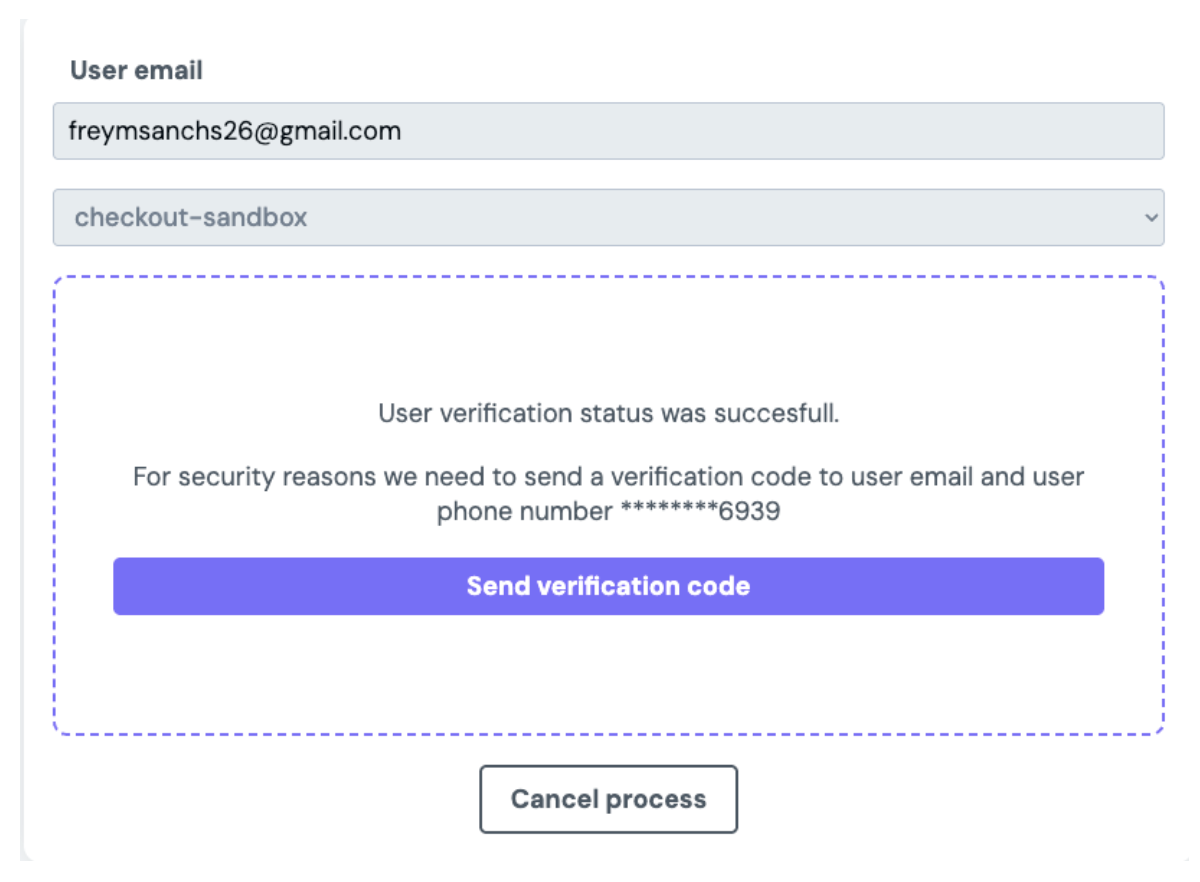 User email
freymsanchs26@gmail.com
checkout-sandbox
User verification status was succesfull.
For security reasons we need to send a verification code to user email and user
phone number ********6939
Send verification code
Cancel process